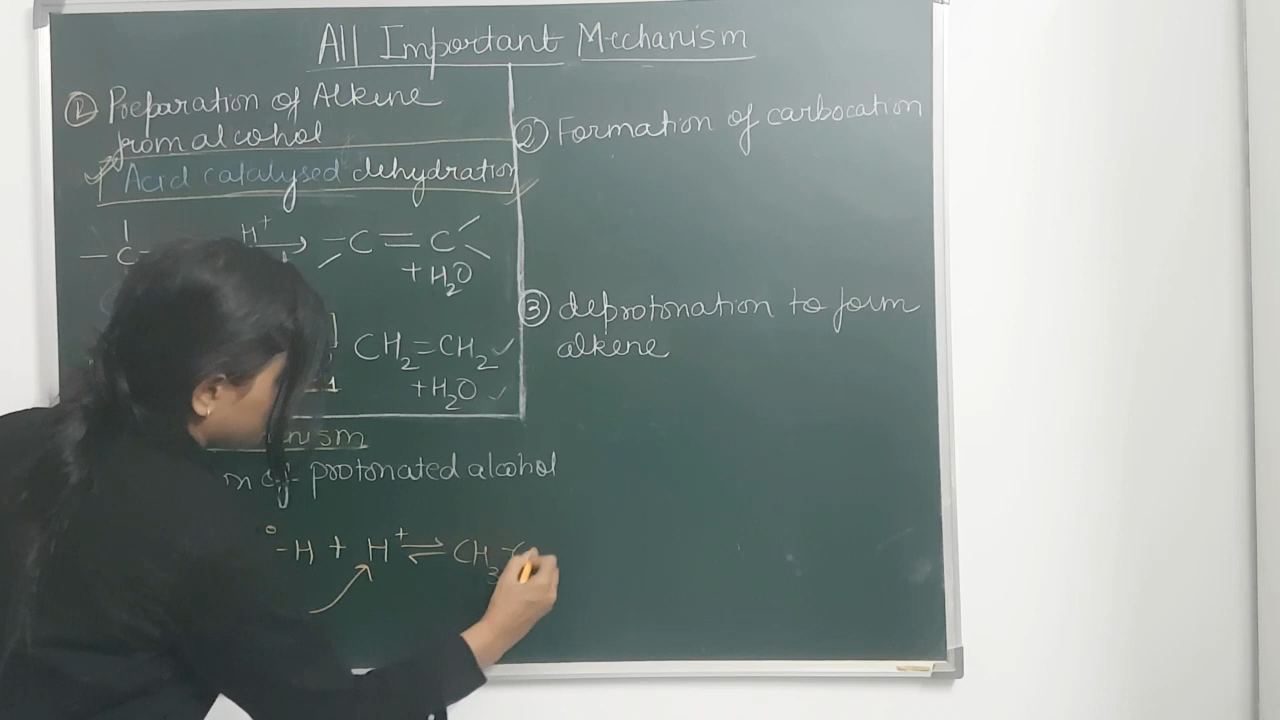 All Important Mechanism
① Preparation of Alkene
from alcohol
Acid catalysed dehydration
– C H⁺ → – C = C
+ H₂O
CH₂ = CH₂ ✓
+ H₂O ✓
nism
n of protonated alcohol
– H + H⁺ ⇌ CH₃
② Formation of carbocation
③ deprotonation to form
alkene